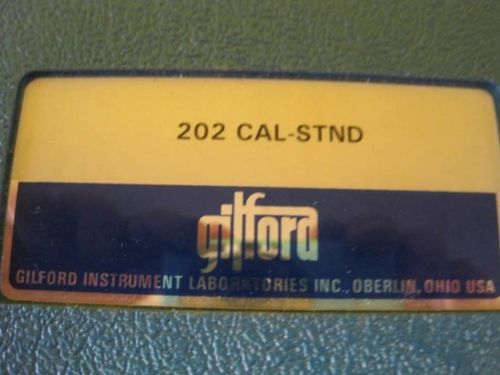 202 CAL-STND
gilford
GILFORD INSTRUMENT LABORATORIES INC., OBERLIN, OHIO USA